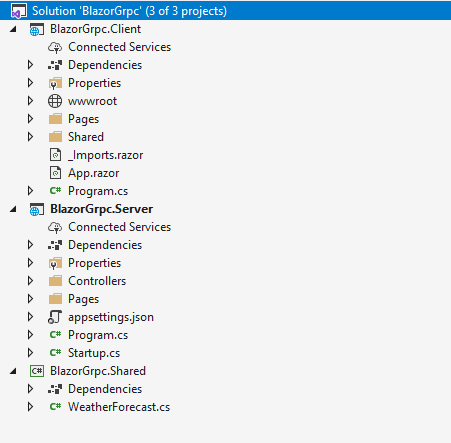 Solution 'BlazorGrpc' (3 of 3 projects)
BlazorGrpc.Client
Connected Services
Dependencies
Properties
wwwroot
Pages
Shared
_Imports.razor
App.razor
C# Program.cs
BlazorGrpc.Server
Connected Services
Dependencies
Properties
Controllers
Pages
appsettings.json
C# Program.cs
C# Startup.cs
C# BlazorGrpc.Shared
Dependencies
C# WeatherForecast.cs